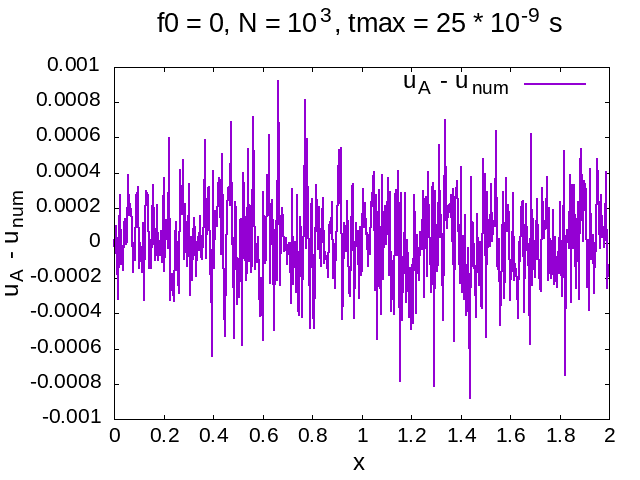 f0 = 0, N = 10^3, tmax = 25 * 10^-9 s
u_A - u_num
0.001
0.0008
0.0006
0.0004
0.0002
0
-0.0002
-0.0004
-0.0006
-0.0008
-0.001
u_A - u_num
0 0.2 0.4 0.6 0.8 1 1.2 1.4 1.6 1.8 2
x